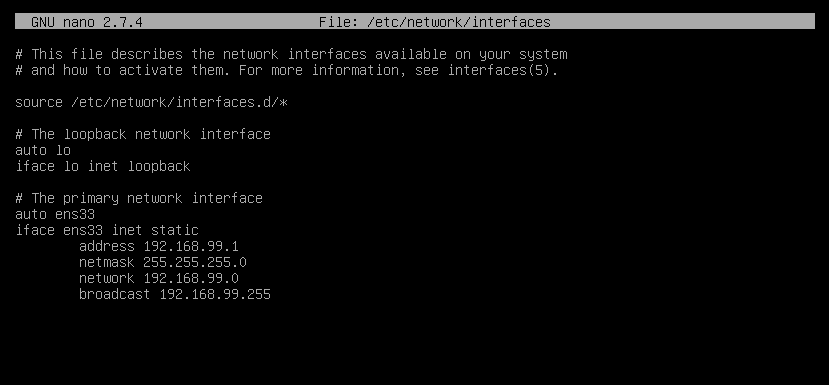 GNU nano 2.7.4 File: /etc/network/interfaces
# This file describes the network interfaces available on your system
# and how to activate them. For more information, see interfaces(5).
source /etc/network/interfaces.d/*
# The loopback network interface
auto lo
iface lo inet loopback
# The primary network interface
auto ens33
iface ens33 inet static
address 192.168.99.1
netmask 255.255.255.0
network 192.168.99.0
broadcast 192.168.99.255